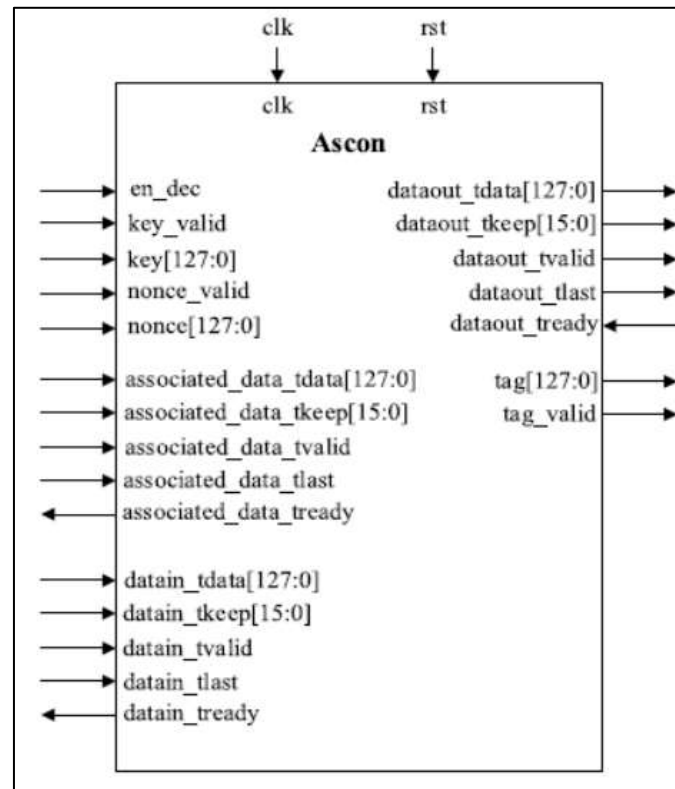 clk rst
clk rst
Ascon
en_dec dataout_tdata[127:0]
key_valid dataout_tkeep[15:0]
key[127:0] dataout_tvalid
nonce_valid dataout_tlast
nonce[127:0] dataout_tready
associated_data_tdata[127:0] tag[127:0]
associated_data_tkeep[15:0] tag_valid
associated_data_tvalid
associated_data_tlast
associated_data_tready
datain_tdata[127:0]
datain_tkeep[15:0]
datain_tvalid
datain_tlast
datain_tready